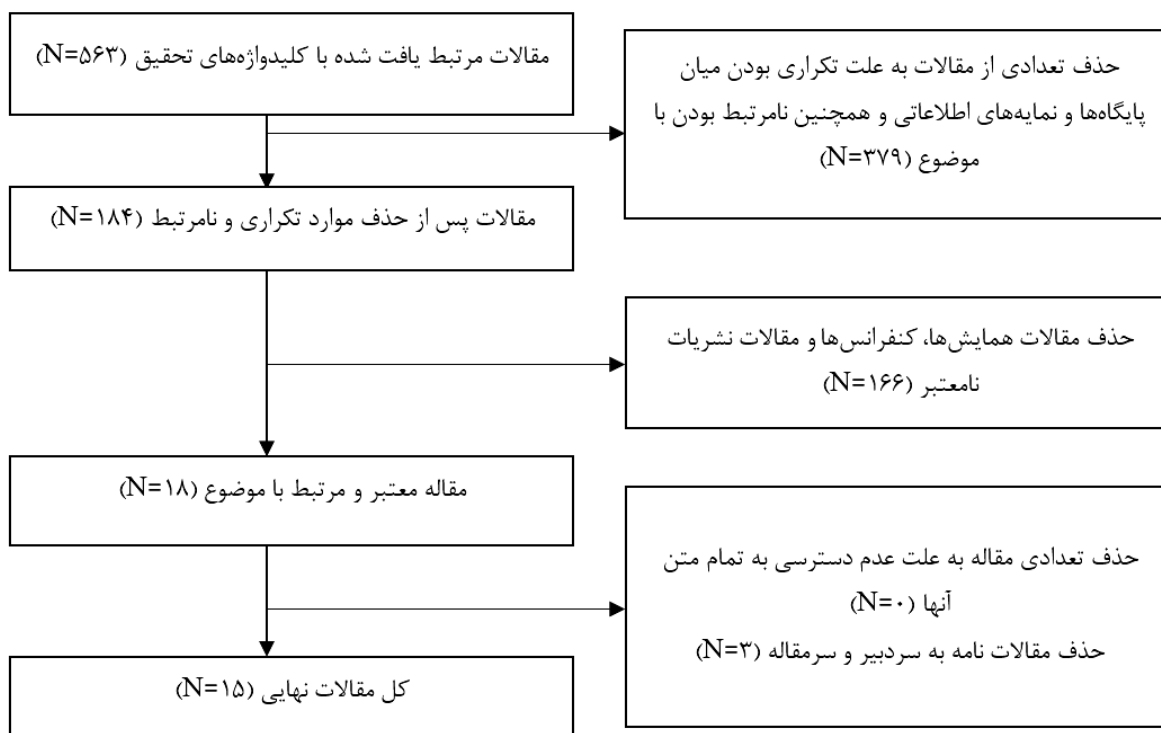 مقالات مرتبط یافت شده با کلیدواژه‌های تحقیق (N=۵۶۳)
حذف تعدادی از مقالات به علت تکراری بودن میان
پایگاه‌ها و نمایه‌های اطلاعاتی و همچنین نامرتبط بودن با
موضوع (N=۳۷۹)
مقالات پس از حذف موارد تکراری و نامرتبط (N=۱۸۴)
حذف مقالات همایش‌ها، کنفرانس‌ها و مقالات نشریات
نامعتبر (N=۱۶۶)
مقاله معتبر و مرتبط با موضوع (N=۱۸)
حذف تعدادی مقاله به علت عدم دسترسی به تمام متن
آنها (N=۰)
حذف مقالات نامه به سردبیر و سرمقاله (N=۳)
کل مقالات نهایی (N=۱۵)